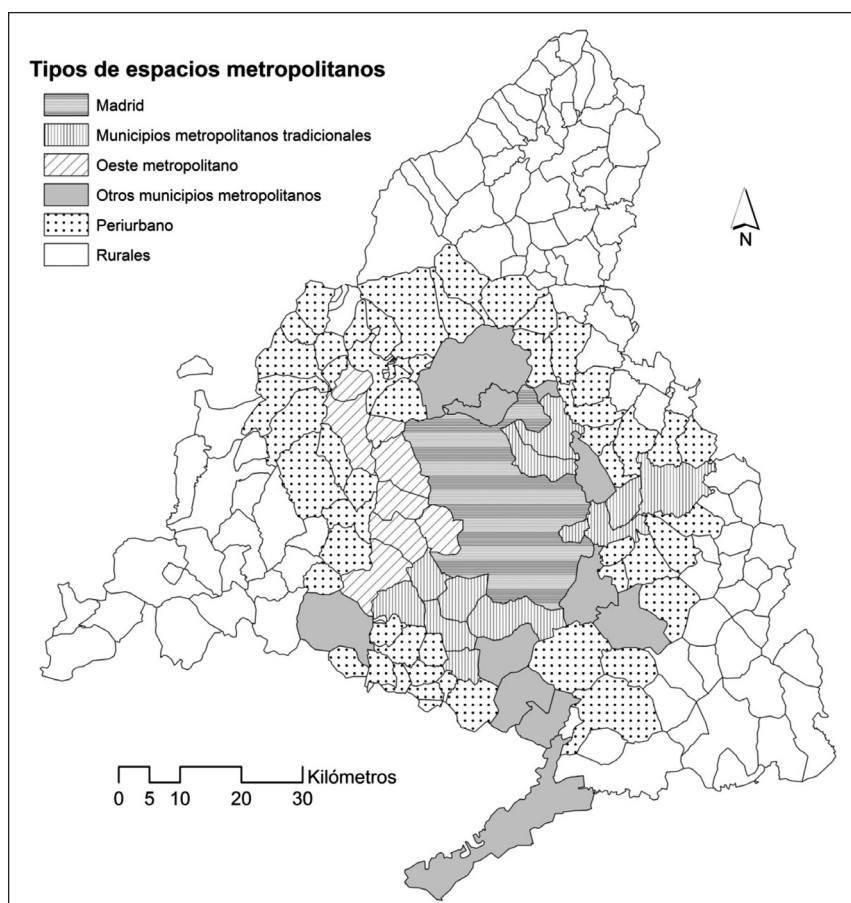 Tipos de espacios metropolitanos
Madrid
Municipios metropolitanos tradicionales
Oeste metropolitano
Otros municipios metropolitanos
Periurbano
Rurales
N
Kilómetros
0 5 10 20 30